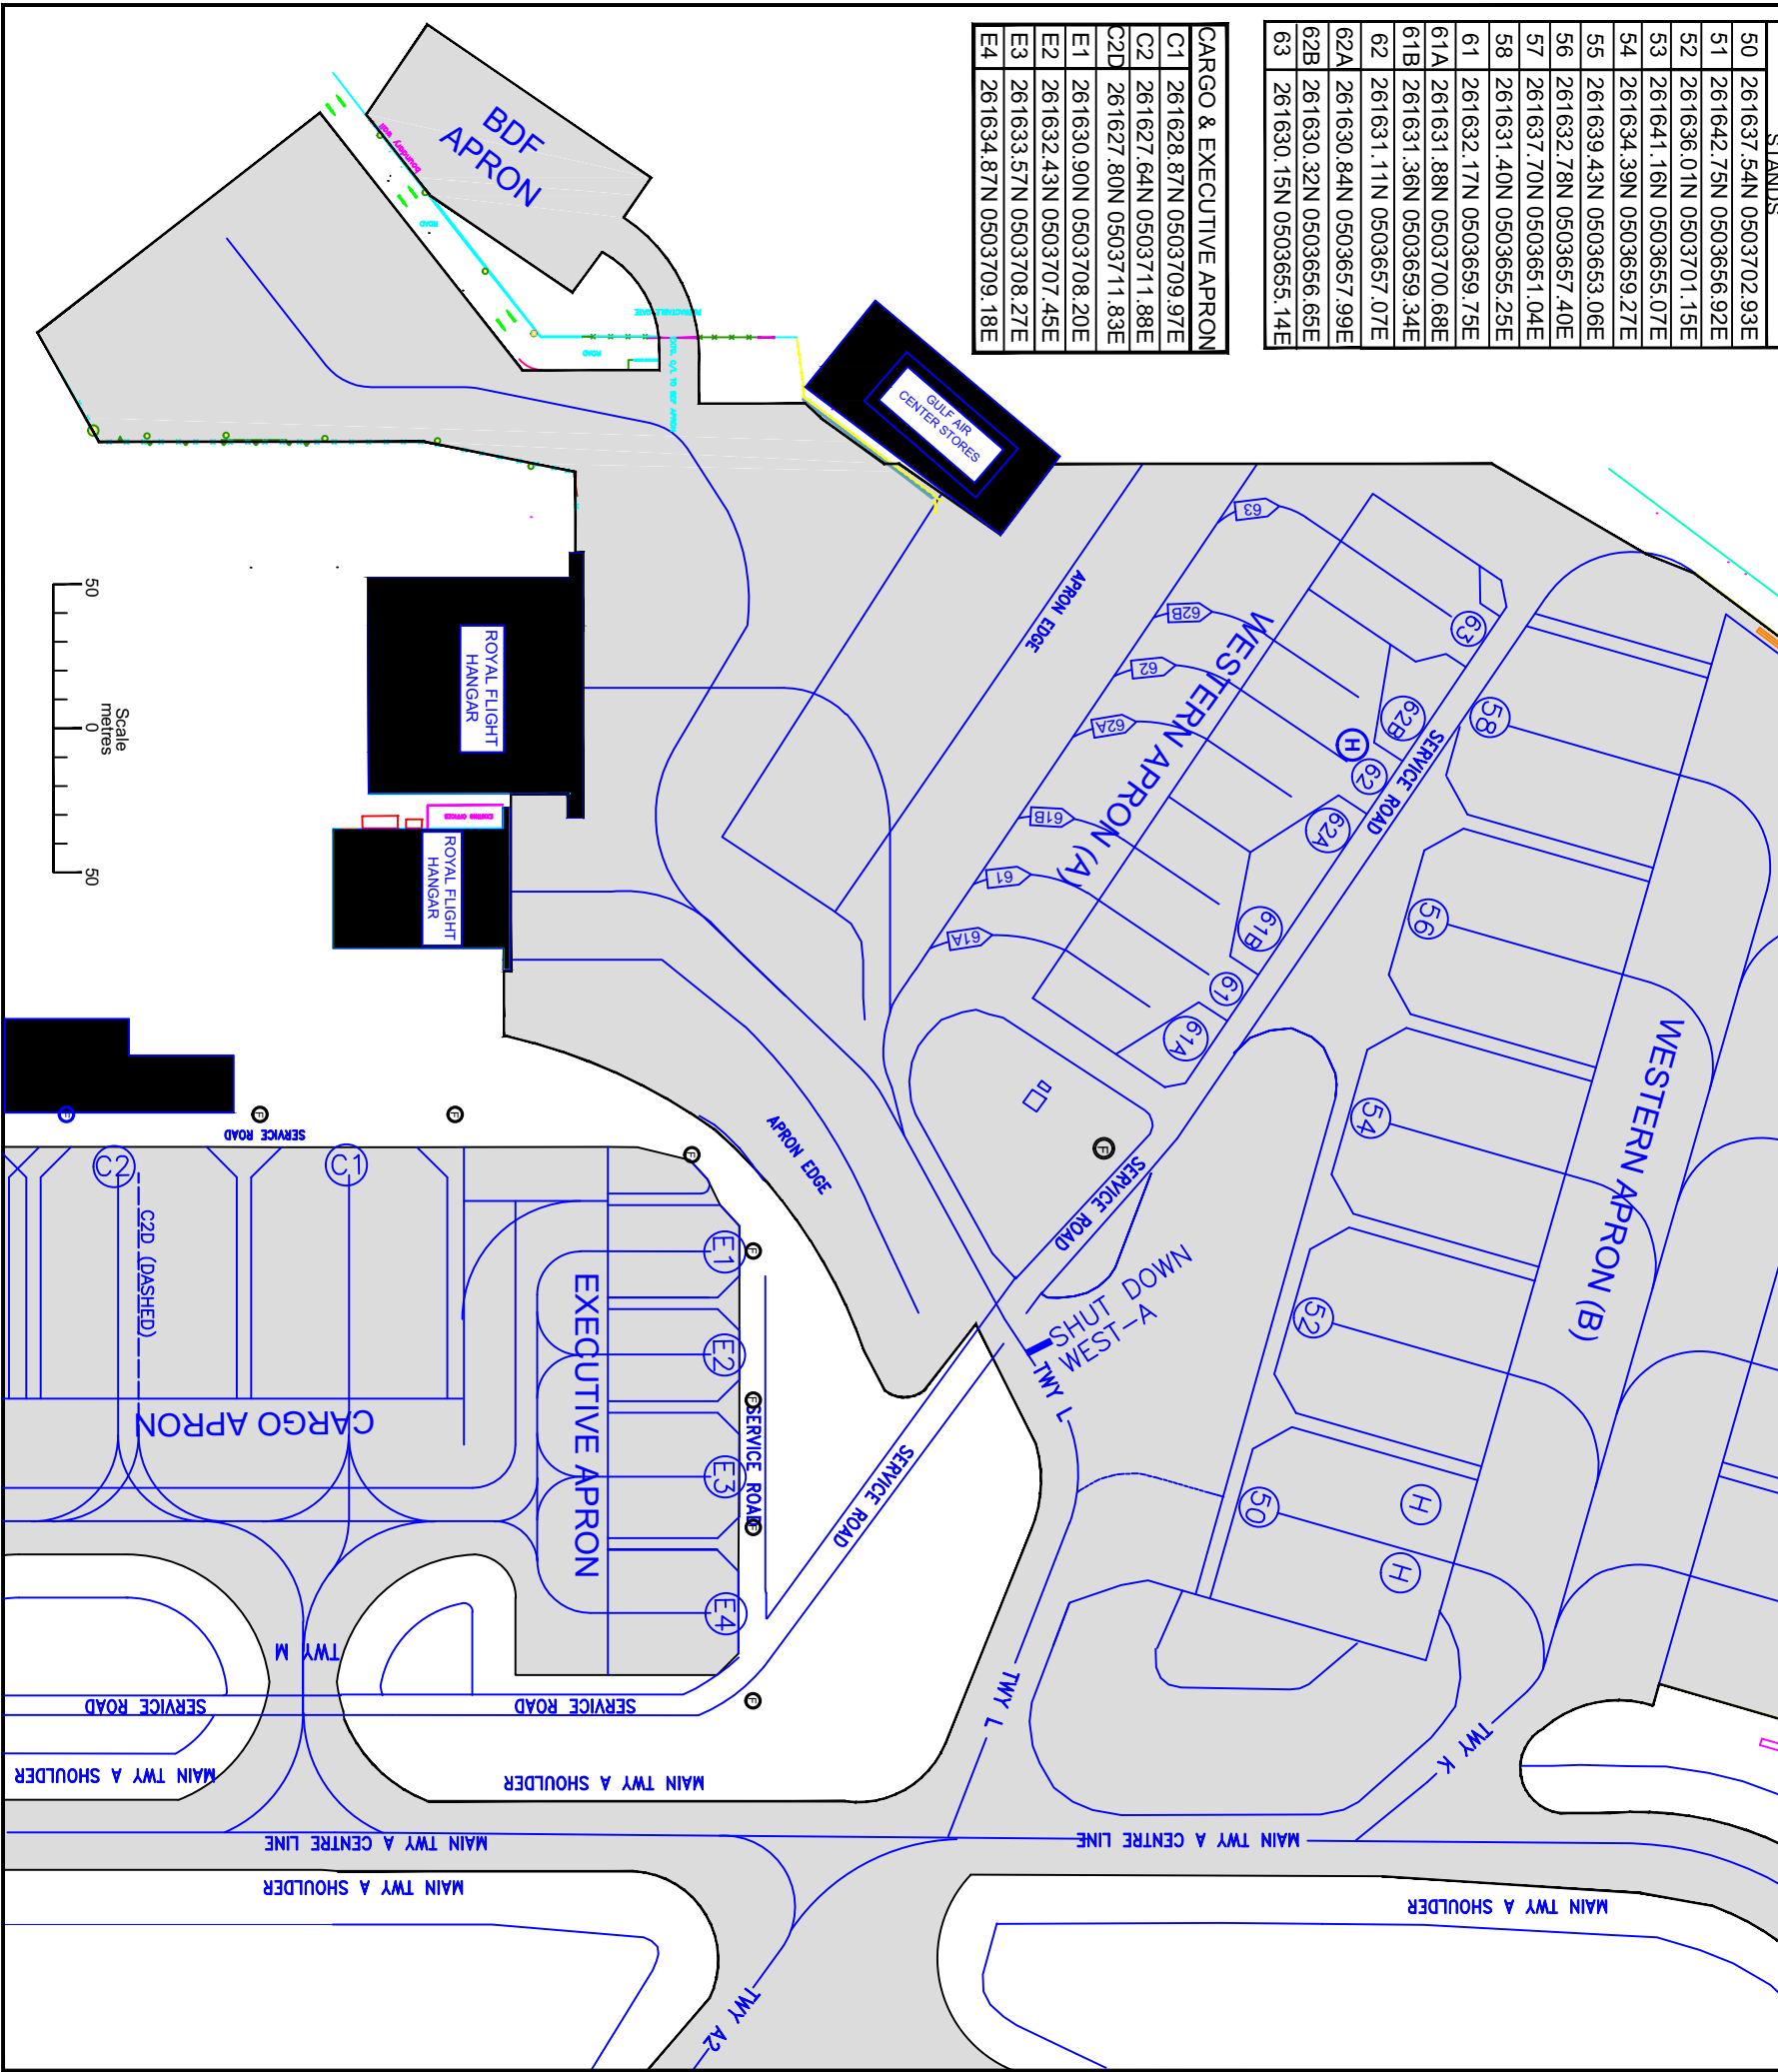 STANDS
50 261637.54N 0503702.93E
51 261642.75N 0503656.92E
52 261636.01N 0503701.15E
53 261641.16N 0503655.07E
54 261634.39N 0503659.27E
55 261639.43N 0503653.06E
56 261632.78N 0503657.40E
57 261637.70N 0503651.04E
58 261631.40N 0503655.25E
61 261632.17N 0503659.75E
61A 261631.88N 0503700.68E
61B 261631.36N 0503659.34E
62 261631.11N 0503657.07E
62A 261630.84N 0503657.99E
62B 261630.32N 0503656.65E
63 261630.15N 0503655.14E
CARGO & EXECUTIVE APRON
C1 261628.87N 0503709.97E
C2 261627.64N 0503711.88E
C2D 261627.80N 0503711.83E
E1 261630.90N 0503708.20E
E2 261632.43N 0503707.45E
E3 261633.57N 0503708.27E
E4 261634.87N 0503709.18E
BDF
APRON
boundary wall
ROAD
ROAD
RETRACTABLE GATE
GULF AIR
CENTER STORES
APRON EDGE
WESTERN APRON (A)
63
62B
62
62A
61B
61
61A
63
62B
H
62
62A
61B
61
61A
SERVICE ROAD
58
56
54
52
50
H
H
WESTERN APRON (B)
ROYAL FLIGHT
HANGAR
EXISTING OFFICES
ROYAL FLIGHT
HANGAR
50
0
50
Scale
metres
F
F
F
F
F
SERVICE ROAD
C2
C1
C2D (DASHED)
CARGO APRON
EXECUTIVE APRON
E1
E2
E3
E4
F
F
F
F
SERVICE ROAD
APRON EDGE
SERVICE ROAD
SERVICE ROAD
SHUT DOWN
WEST-A
TWY L
TWY L
TWY K
TWY M
SERVICE ROAD
SERVICE ROAD
MAIN TWY A SHOULDER
MAIN TWY A SHOULDER
MAIN TWY A CENTRE LINE
MAIN TWY A CENTRE LINE
MAIN TWY A SHOULDER
MAIN TWY A SHOULDER
TWY A2